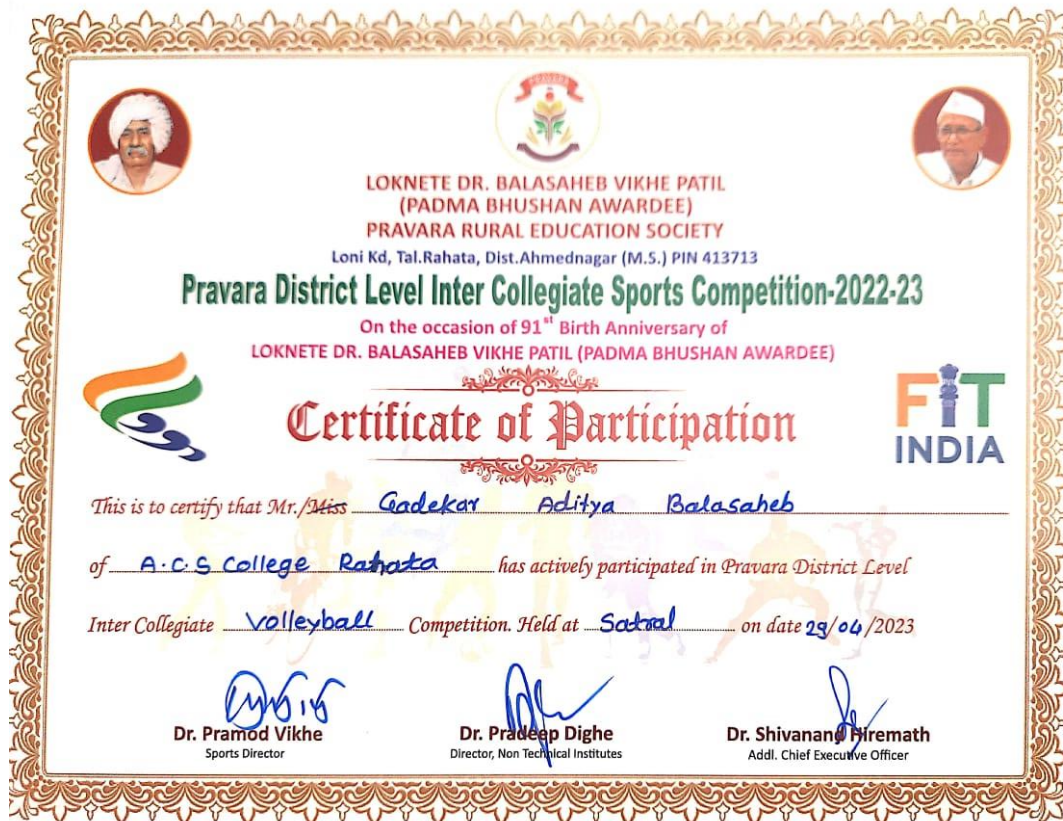 PRAVARA
LOKNETE DR. BALASAHEB VIKHE PATIL
(PADMA BHUSHAN AWARDEE)
PRAVARA RURAL EDUCATION SOCIETY
Loni Kd, Tal.Rahata, Dist.Ahmednagar (M.S.) PIN 413713
Pravara District Level Inter Collegiate Sports Competition-2022-23
On the occasion of 91st Birth Anniversary of
LOKNETE DR. BALASAHEB VIKHE PATIL (PADMA BHUSHAN AWARDEE)
FIT
INDIA
Certificate of Participation
This is to certify that Mr./Miss Gadekar Aditya Balasaheb
of A.C.S College Rahata has actively participated in Pravara District Level
Inter Collegiate Volleyball Competition. Held at Satral on date 29/04/2023
Dr. Pramod Vikhe
Sports Director
Dr. Pradeep Dighe
Director, Non Technical Institutes
Dr. Shivanand Hiremath
Addl. Chief Executive Officer